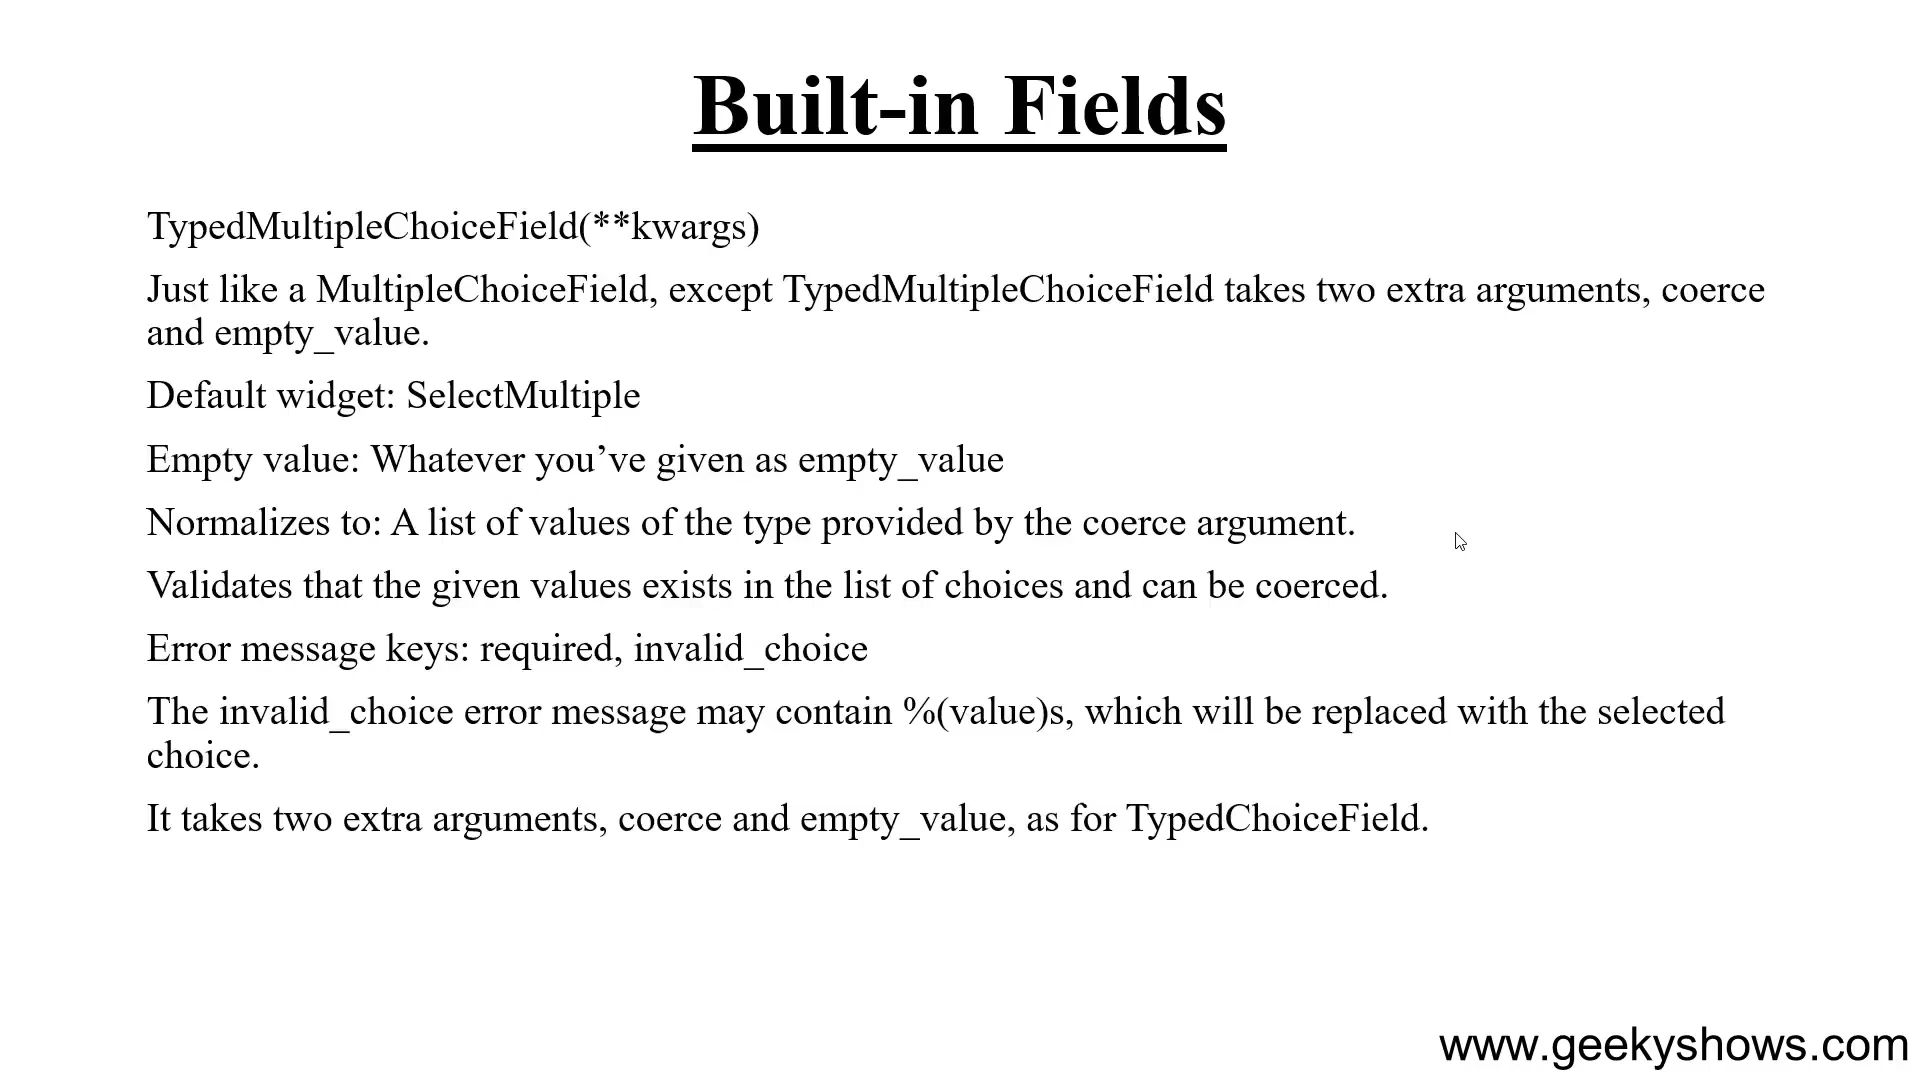 Built-in Fields
TypedMultipleChoiceField(**kwargs)
Just like a MultipleChoiceField, except TypedMultipleChoiceField takes two extra arguments, coerce
and empty_value.
Default widget: SelectMultiple
Empty value: Whatever you’ve given as empty_value
Normalizes to: A list of values of the type provided by the coerce argument.
Validates that the given values exists in the list of choices and can be coerced.
Error message keys: required, invalid_choice
The invalid_choice error message may contain %(value)s, which will be replaced with the selected
choice.
It takes two extra arguments, coerce and empty_value, as for TypedChoiceField.
www.geekyshows.com